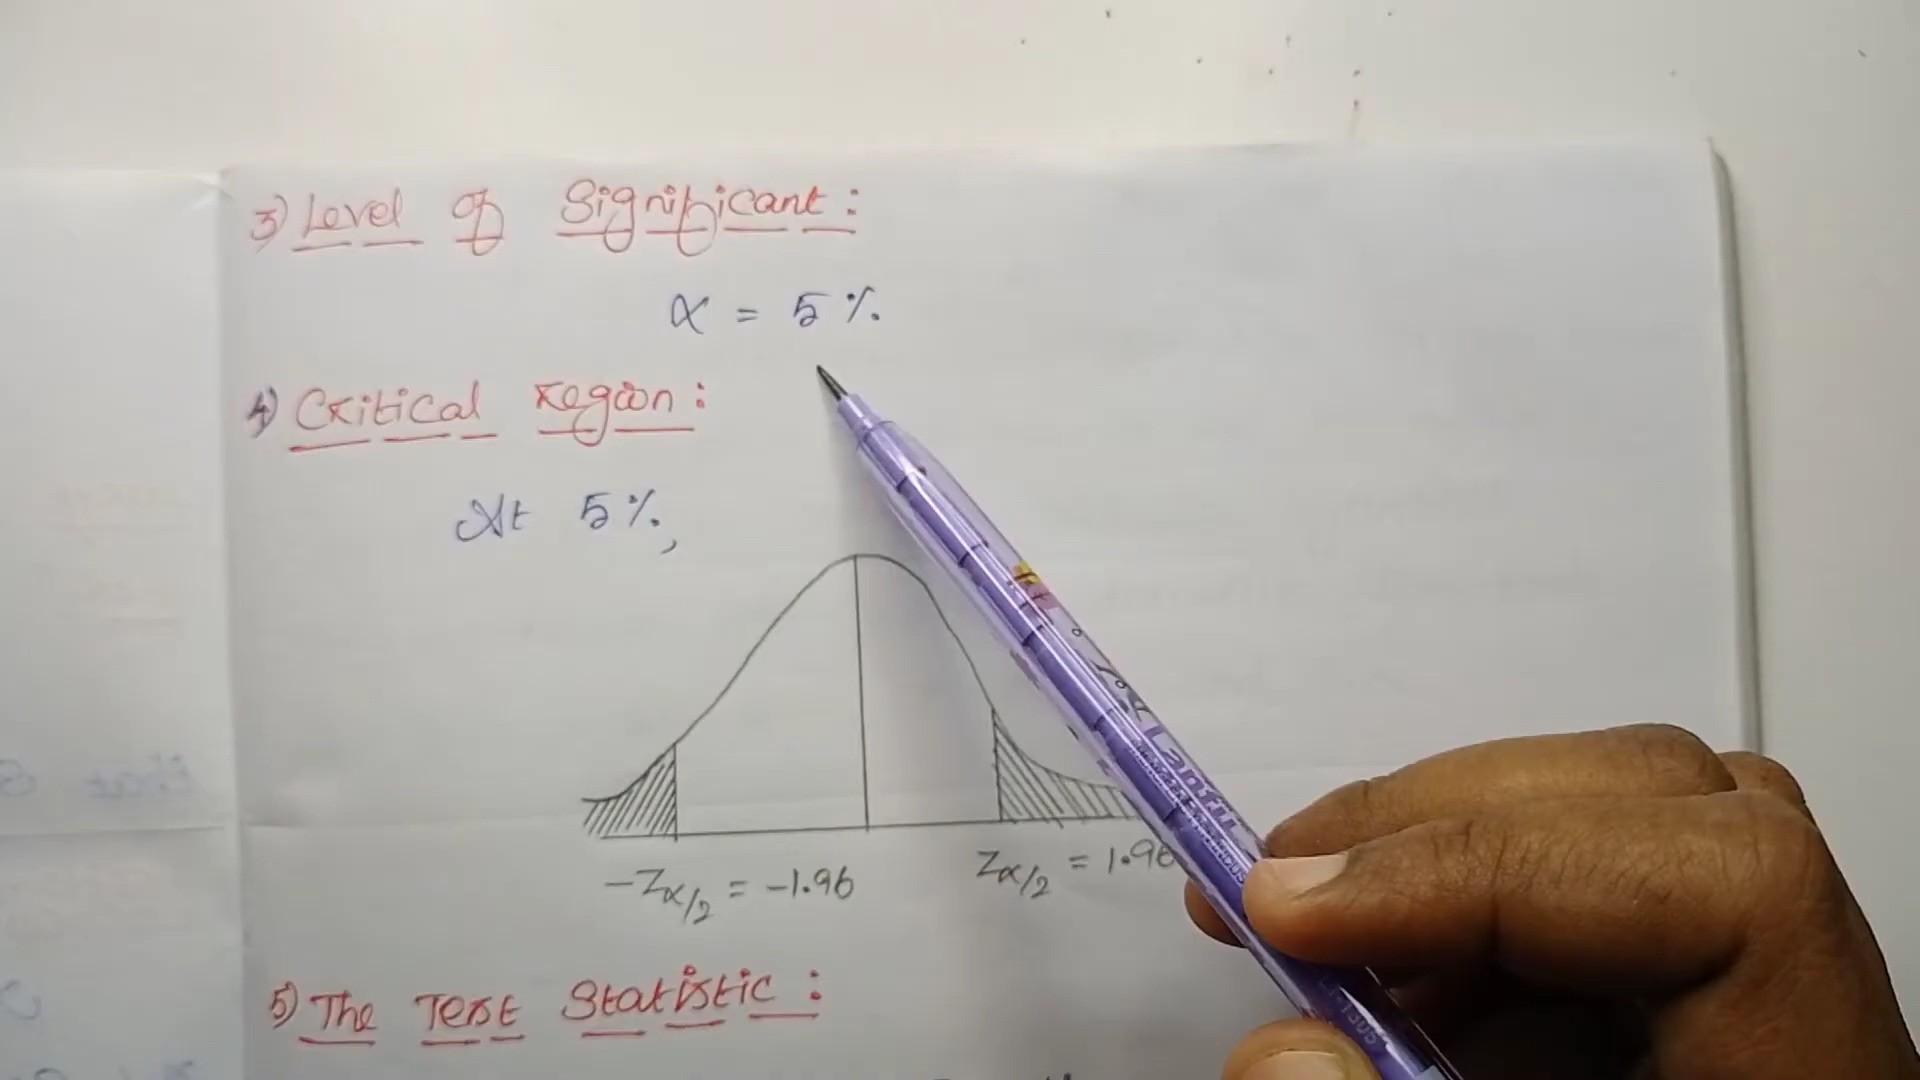 3) Level of Significant :
α = 5 %.
4) Critical Region :
At 5 %,
-Zα/2 = -1.96
Zα/2 = 1.96
5) The Test Statistic :